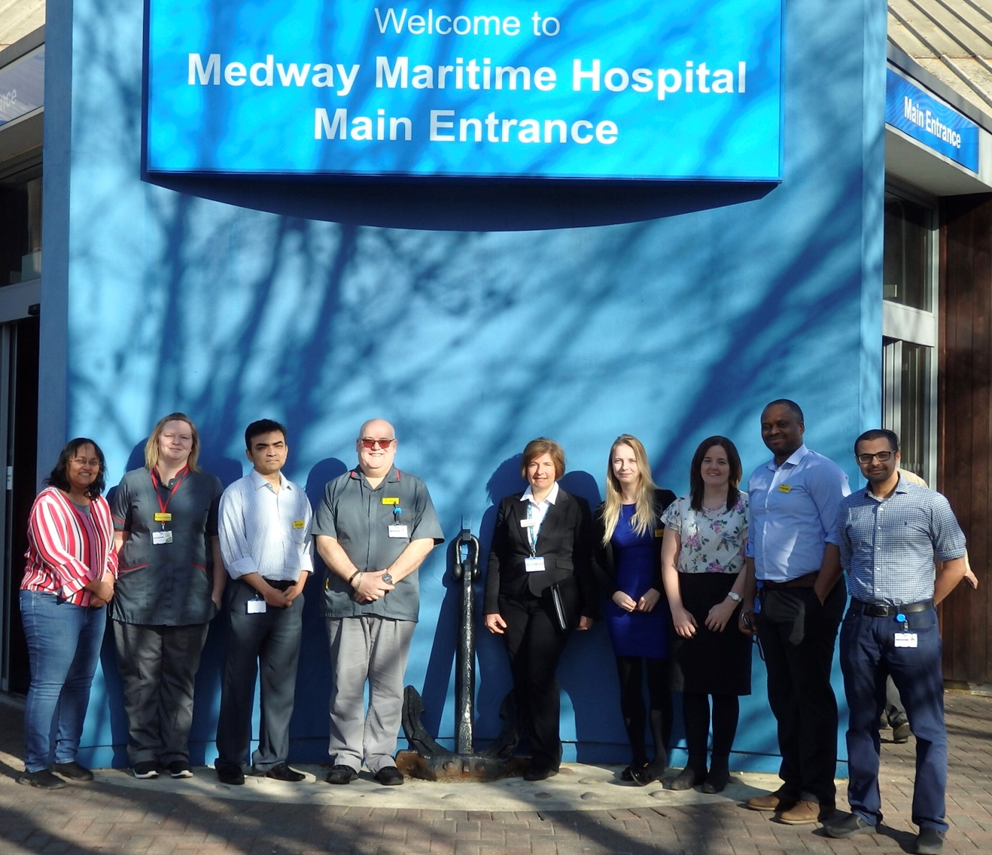 Welcome to
Medway Maritime Hospital
Main Entrance
Main Entrance